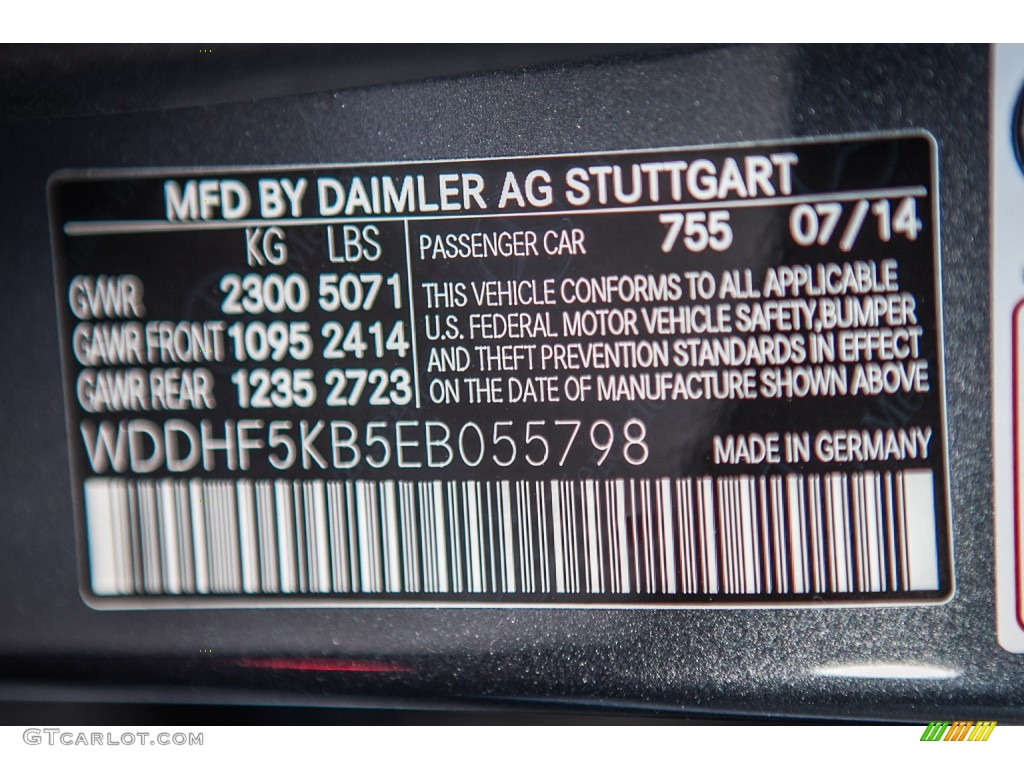 MFD BY DAIMLER AG STUTTGART
KG LBS
GVWR 2300 5071
GAWR FRONT 1095 2414
GAWR REAR 1235 2723
PASSENGER CAR 755 07/14
THIS VEHICLE CONFORMS TO ALL APPLICABLE
U.S. FEDERAL MOTOR VEHICLE SAFETY,BUMPER
AND THEFT PREVENTION STANDARDS IN EFFECT
ON THE DATE OF MANUFACTURE SHOWN ABOVE
WDDHF5KB5EB055798 MADE IN GERMANY
GTCARLOT.COM